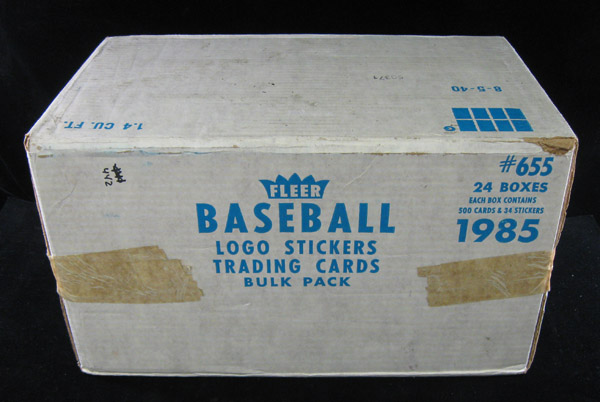 8-5-40
1.4 CU. FT.
FLEER
BASEBALL
LOGO STICKERS
TRADING CARDS
BULK PACK
#655
24 BOXES
EACH BOX CONTAINS
500 CARDS & 34 STICKERS
1985